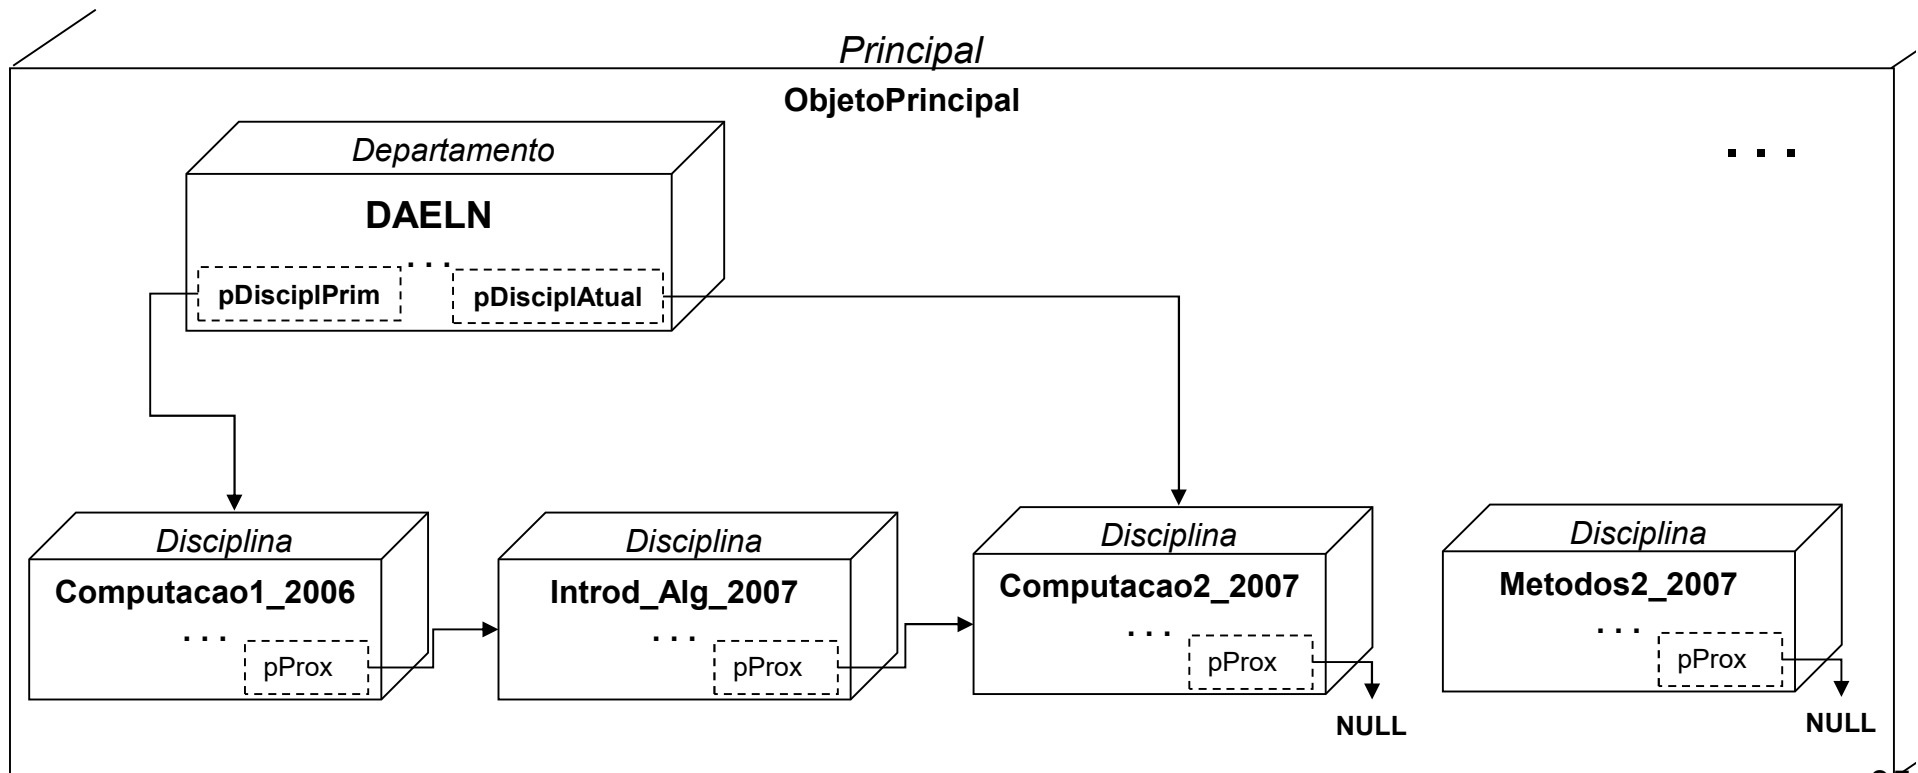 Principal
ObjetoPrincipal
Departamento
. . .
DAELN
. . .
pDisciplPrim
pDisciplAtual
Disciplina
Disciplina
Disciplina
Disciplina
Computacao1_2006
Introd_Alg_2007
Computacao2_2007
Metodos2_2007
. . .
. . .
. . .
. . .
pProx
pProx
pProx
pProx
NULL
NULL